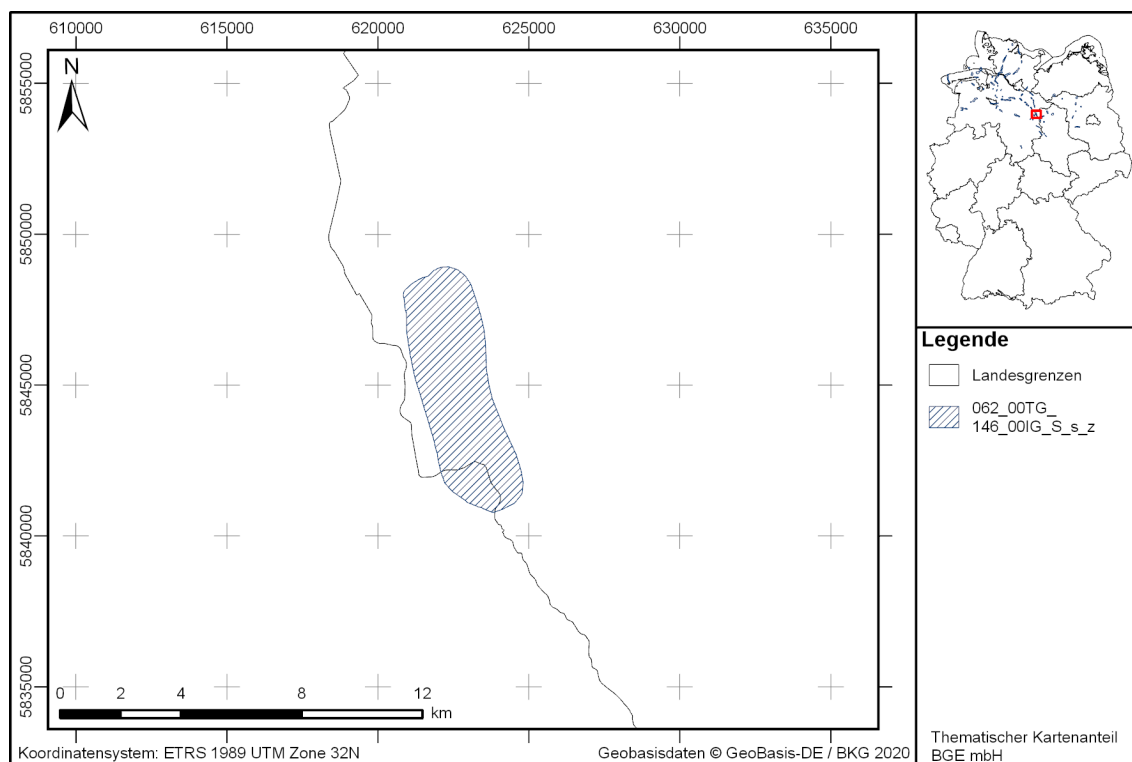 610000 615000 620000 625000 630000 635000
N
5855000
5850000
5845000
5840000
5835000
0 2 4 8 12
km
Koordinatensystem: ETRS 1989 UTM Zone 32N
Geobasisdaten © GeoBasis-DE / BKG 2020
Legende
Landesgrenzen
062_00TG_
146_00IG_S_s_z
Thematischer Kartenanteil
BGE mbH